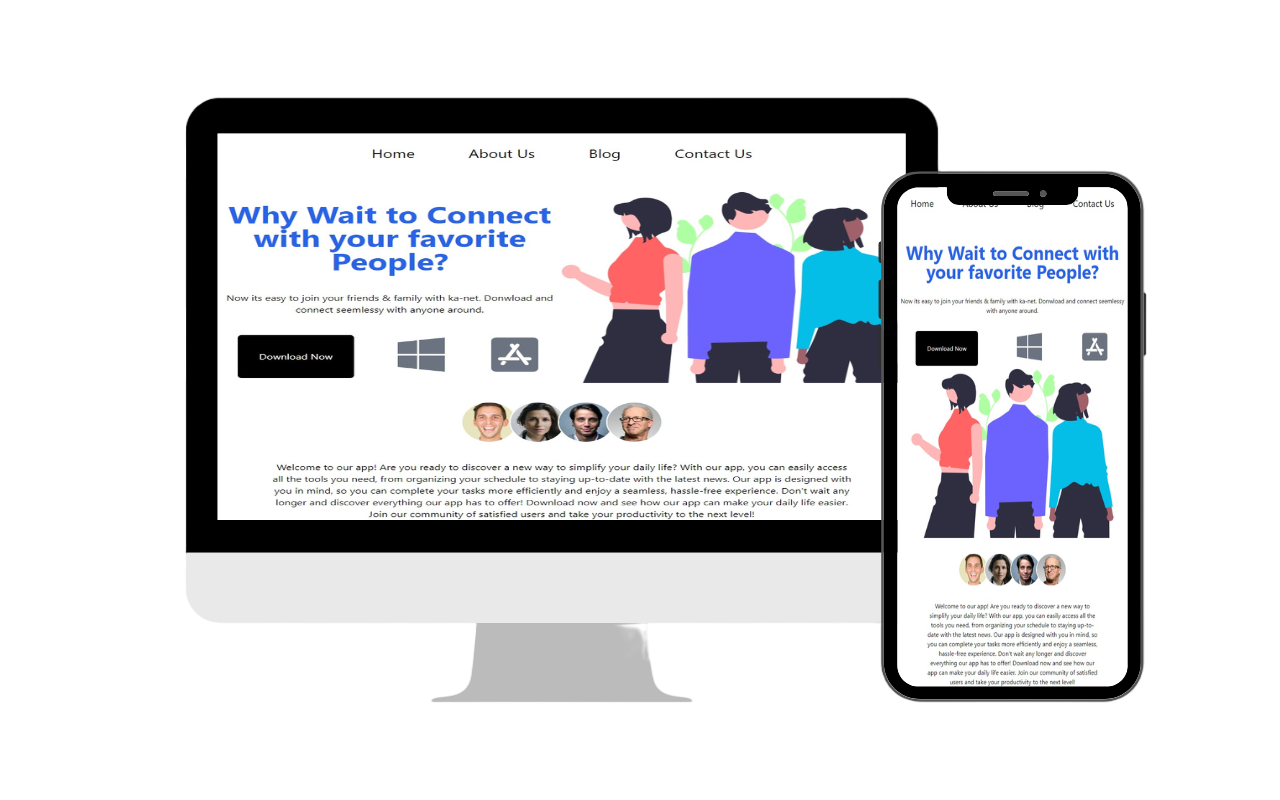 Home About Us Blog Contact Us
Why Wait to Connect
with your favorite
People?
Now its easy to join your friends & family with ka-net. Donwload and
connect seemlessy with anyone around.
Download Now
Welcome to our app! Are you ready to discover a new way to simplify your daily life? With our app, you can easily access
all the tools you need, from organizing your schedule to staying up-to-date with the latest news. Our app is designed with
you in mind, so you can complete your tasks more efficiently and enjoy a seamless, hassle-free experience. Don't wait any
longer and discover everything our app has to offer! Download now and see how our app can make your daily life easier.
Join our community of satisfied users and take your productivity to the next level!
Home About Us Blog Contact Us
Why Wait to Connect with
your favorite People?
Now its easy to join your friends & family with ka-net. Donwload and connect seemlessy
with anyone around.
Download Now
Welcome to our app! Are you ready to discover a new way to
simplify your daily life? With our app, you can easily access all the
tools you need, from organizing your schedule to staying up-to-
date with the latest news. Our app is designed with you in mind, so
you can complete your tasks more efficiently and enjoy a seamless,
hassle-free experience. Don't wait any longer and discover
everything our app has to offer! Download now and see how our
app can make your daily life easier. Join our community of satisfied
users and take your productivity to the next level!